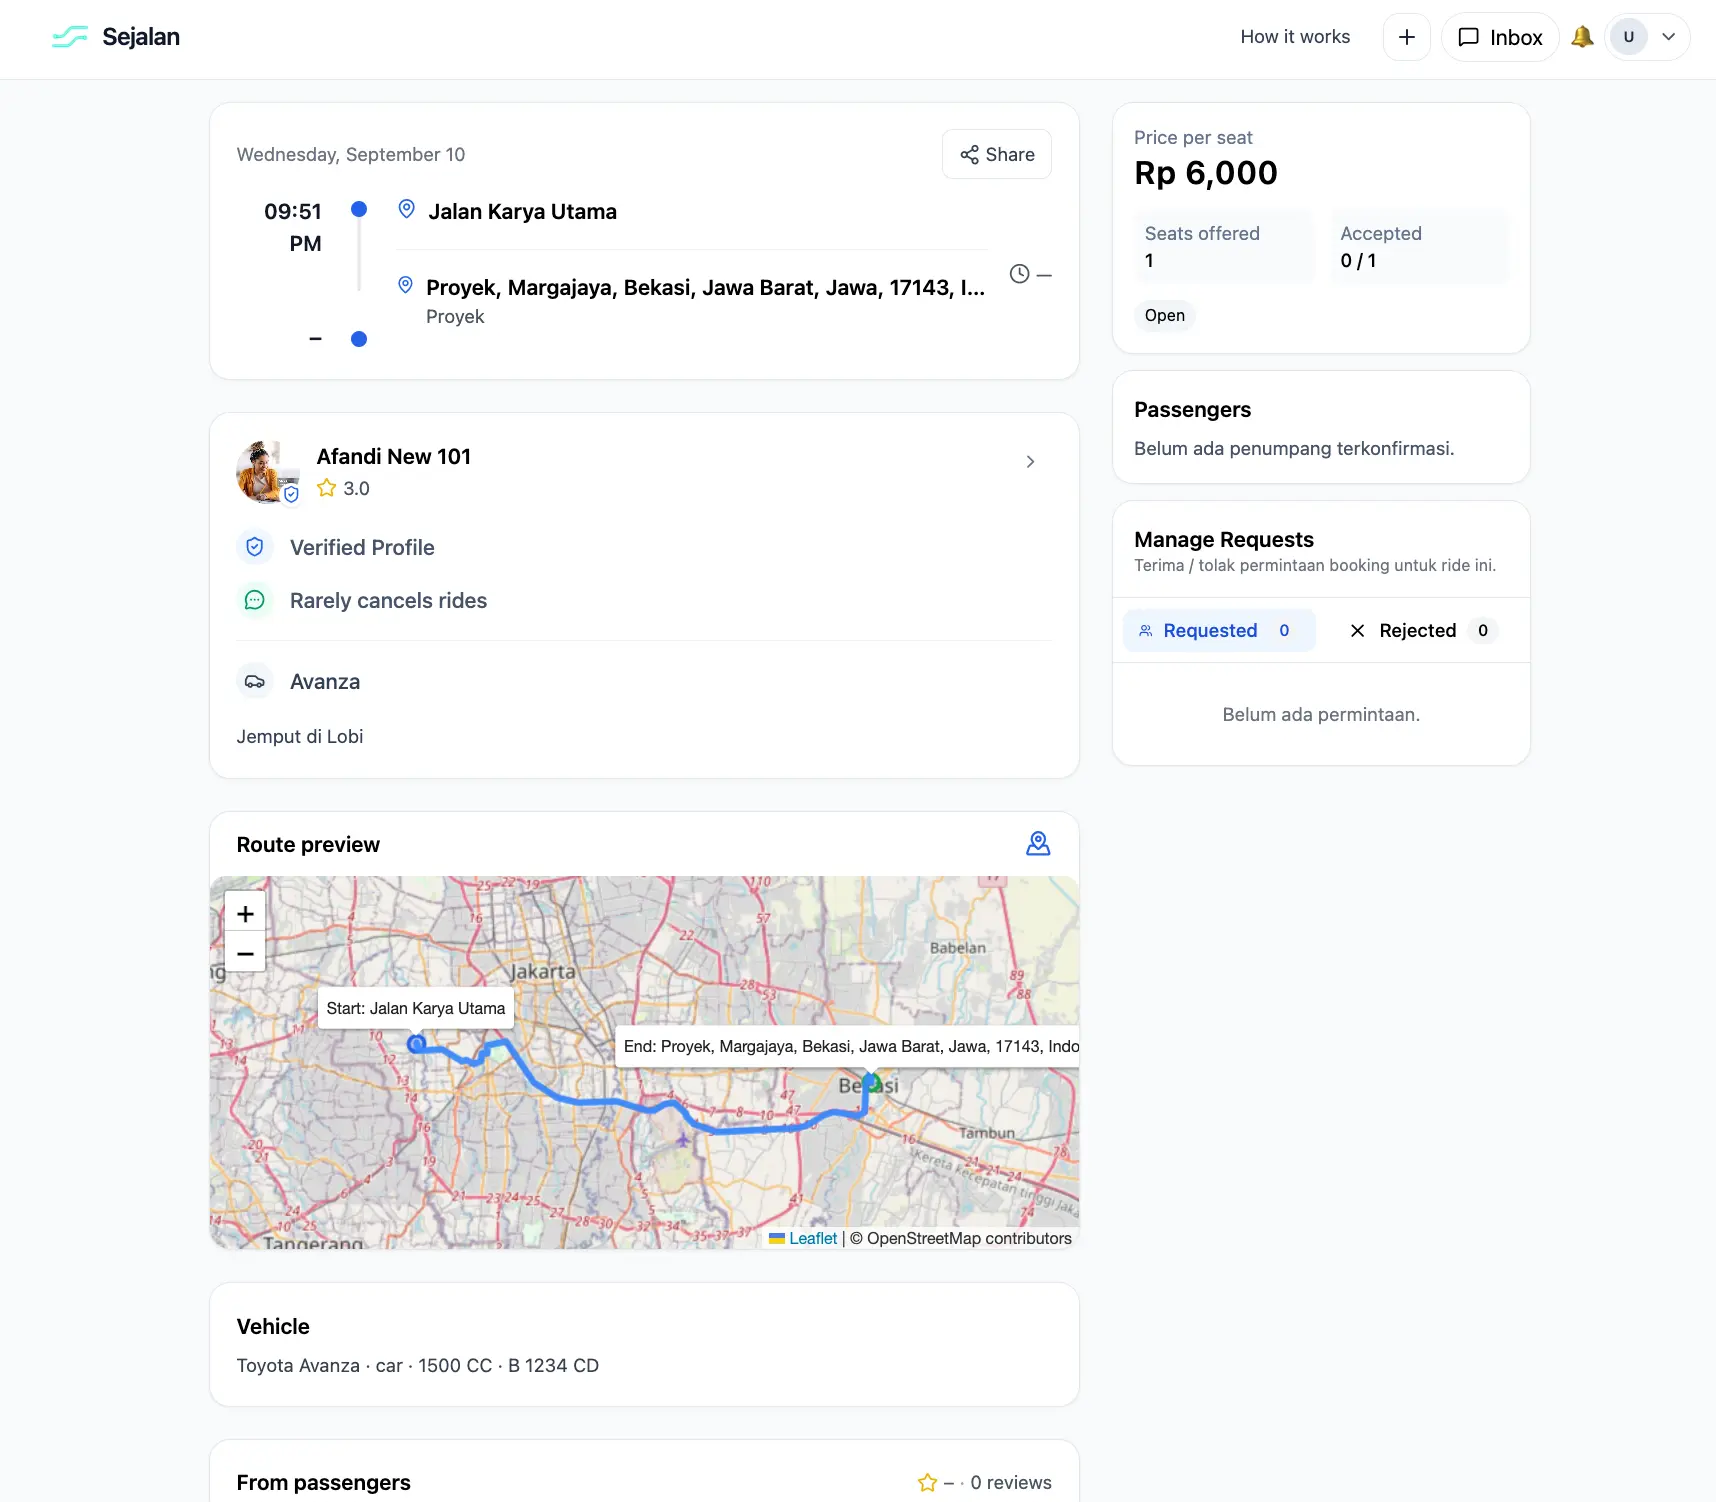 Sejalan
How it works
+
Inbox
U
Wednesday, September 10
Share
09:51
PM
Jalan Karya Utama
Proyek, Margajaya, Bekasi, Jawa Barat, Jawa, 17143, I...
Proyek
—
–
Afandi New 101
3.0
Verified Profile
Rarely cancels rides
Avanza
Jemput di Lobi
Route preview
+
−
Jakarta
Babelan
Start: Jalan Karya Utama
End: Proyek, Margajaya, Bekasi, Jawa Barat, Jawa, 17143, Indo
Tambun
Kereta kecepatan tinggi Jaka
Tangerang
Leaflet | © OpenStreetMap contributors
Vehicle
Toyota Avanza · car · 1500 CC · B 1234 CD
From passengers
– · 0 reviews
Price per seat
Rp 6,000
Seats offered
1
Accepted
0 / 1
Open
Passengers
Belum ada penumpang terkonfirmasi.
Manage Requests
Terima / tolak permintaan booking untuk ride ini.
Requested 0
Rejected 0
Belum ada permintaan.